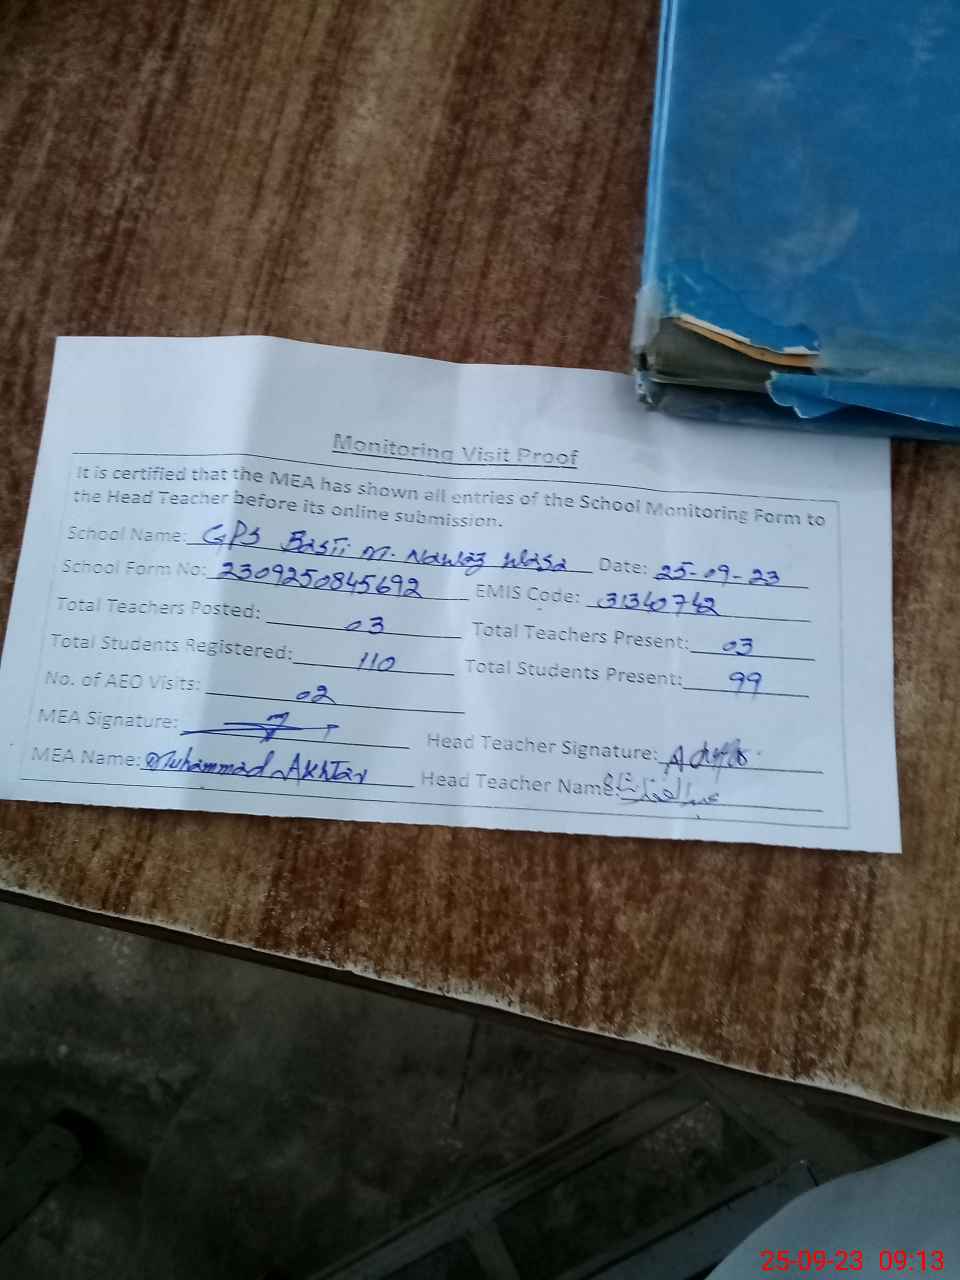 Monitoring Visit Proof
It is certified that the MEA has shown all entries of the School Monitoring Form to
the Head Teacher before its online submission.
School Name: GPS Basti M. Nawaz Wasa Date: 25-09-23
School Form No: 2309250845692 EMIS Code: 31340742
Total Teachers Posted: 03 Total Teachers Present: 03
Total Students Registered: 110 Total Students Present: 99
No. of AEO Visits: 02
MEA Signature: Head Teacher Signature:
MEA Name: Muhammad Akhtar Head Teacher Name:
25-09-23 09:13